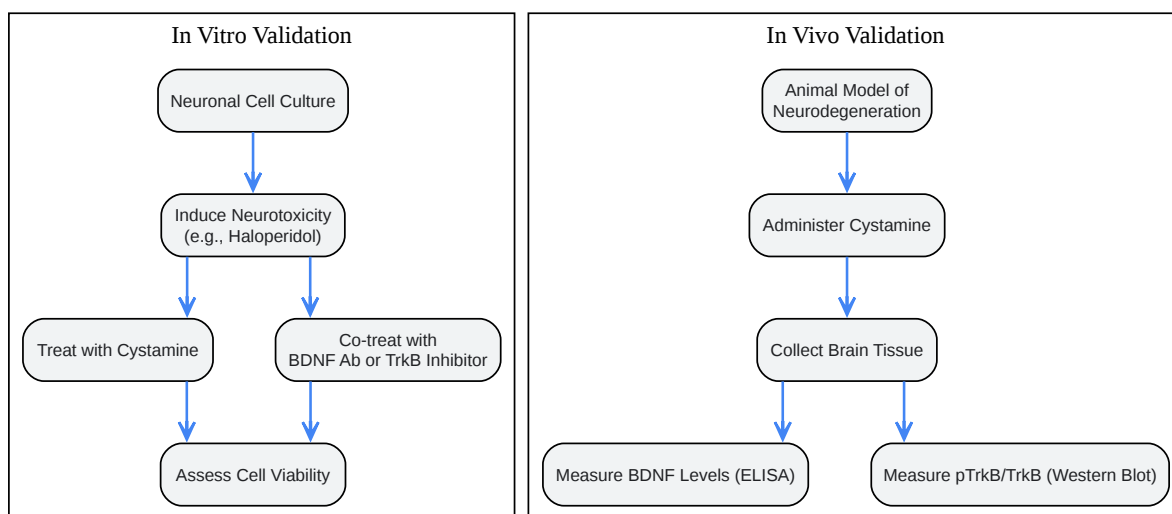 In Vitro Validation
Neuronal Cell Culture
Induce Neurotoxicity
(e.g., Haloperidol)
Treat with Cystamine
Co-treat with
BDNF Ab or TrkB Inhibitor
Assess Cell Viability
In Vivo Validation
Animal Model of
Neurodegeneration
Administer Cystamine
Collect Brain Tissue
Measure BDNF Levels (ELISA)
Measure pTrkB/TrkB (Western Blot)